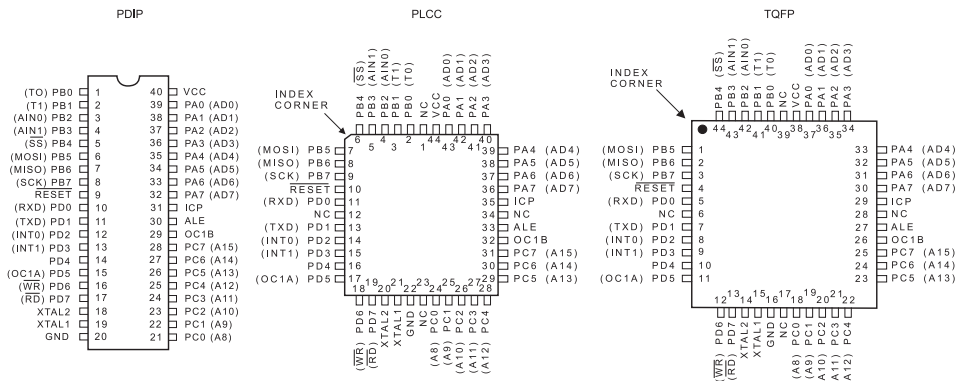 PDIP
(TO) PB0 1
(T1) PB1 2
(AIN0) PB2 3
(AIN1) PB3 4
(SS) PB4 5
(MOSI) PB5 6
(MISO) PB6 7
(SCK) PB7 8
RESET 9
(RXD) PD0 10
(TXD) PD1 11
(INT0) PD2 12
(INT1) PD3 13
PD4 14
(OC1A) PD5 15
(WR) PD6 16
(RD) PD7 17
XTAL2 18
XTAL1 19
GND 20
40 VCC
39 PA0 (AD0)
38 PA1 (AD1)
37 PA2 (AD2)
36 PA3 (AD3)
35 PA4 (AD4)
34 PA5 (AD5)
33 PA6 (AD6)
32 PA7 (AD7)
31 ICP
30 ALE
29 OC1B
28 PC7 (A15)
27 PC6 (A14)
26 PC5 (A13)
25 PC4 (A12)
24 PC3 (A11)
23 PC2 (A10)
22 PC1 (A9)
21 PC0 (A8)
PLCC
INDEX
CORNER
PB4 (SS) 6
PB3 (AIN1) 5
PB2 (AIN0) 4
PB1 (T1) 3
PB0 (T0) 2
NC 1
VCC 44
PA0 (AD0) 43
PA1 (AD1) 42
PA2 (AD2) 41
PA3 (AD3) 40
(MOSI) PB5 7
(MISO) PB6 8
(SCK) PB7 9
RESET 10
(RXD) PD0 11
NC 12
(TXD) PD1 13
(INT0) PD2 14
(INT1) PD3 15
PD4 16
(OC1A) PD5 17
39 PA4 (AD4)
38 PA5 (AD5)
37 PA6 (AD6)
36 PA7 (AD7)
35 ICP
34 NC
33 ALE
32 OC1B
31 PC7 (A15)
30 PC6 (A14)
29 PC5 (A13)
18 (WR) PD6
19 (RD) PD7
20 XTAL2
21 XTAL1
22 GND
23 NC
24 (A8) PC0
25 (A9) PC1
26 (A10) PC2
27 (A11) PC3
28 (A12) PC4
TQFP
INDEX
CORNER
PB4 (SS) 44
PB3 (AIN1) 43
PB2 (AIN0) 42
PB1 (T1) 41
PB0 (T0) 40
NC 39
VCC 38
PA0 (AD0) 37
PA1 (AD1) 36
PA2 (AD2) 35
PA3 (AD3) 34
(MOSI) PB5 1
(MISO) PB6 2
(SCK) PB7 3
RESET 4
(RXD) PD0 5
NC 6
(TXD) PD1 7
(INT0) PD2 8
(INT1) PD3 9
PD4 10
(OC1A) PD5 11
33 PA4 (AD4)
32 PA5 (AD5)
31 PA6 (AD6)
30 PA7 (AD7)
29 ICP
28 NC
27 ALE
26 OC1B
25 PC7 (A15)
24 PC6 (A14)
23 PC5 (A13)
12 (WR) PD6
13 (RD) PD7
14 XTAL2
15 XTAL1
16 GND
17 NC
18 (A8) PC0
19 (A9) PC1
20 (A10) PC2
21 (A11) PC3
22 (A12) PC4